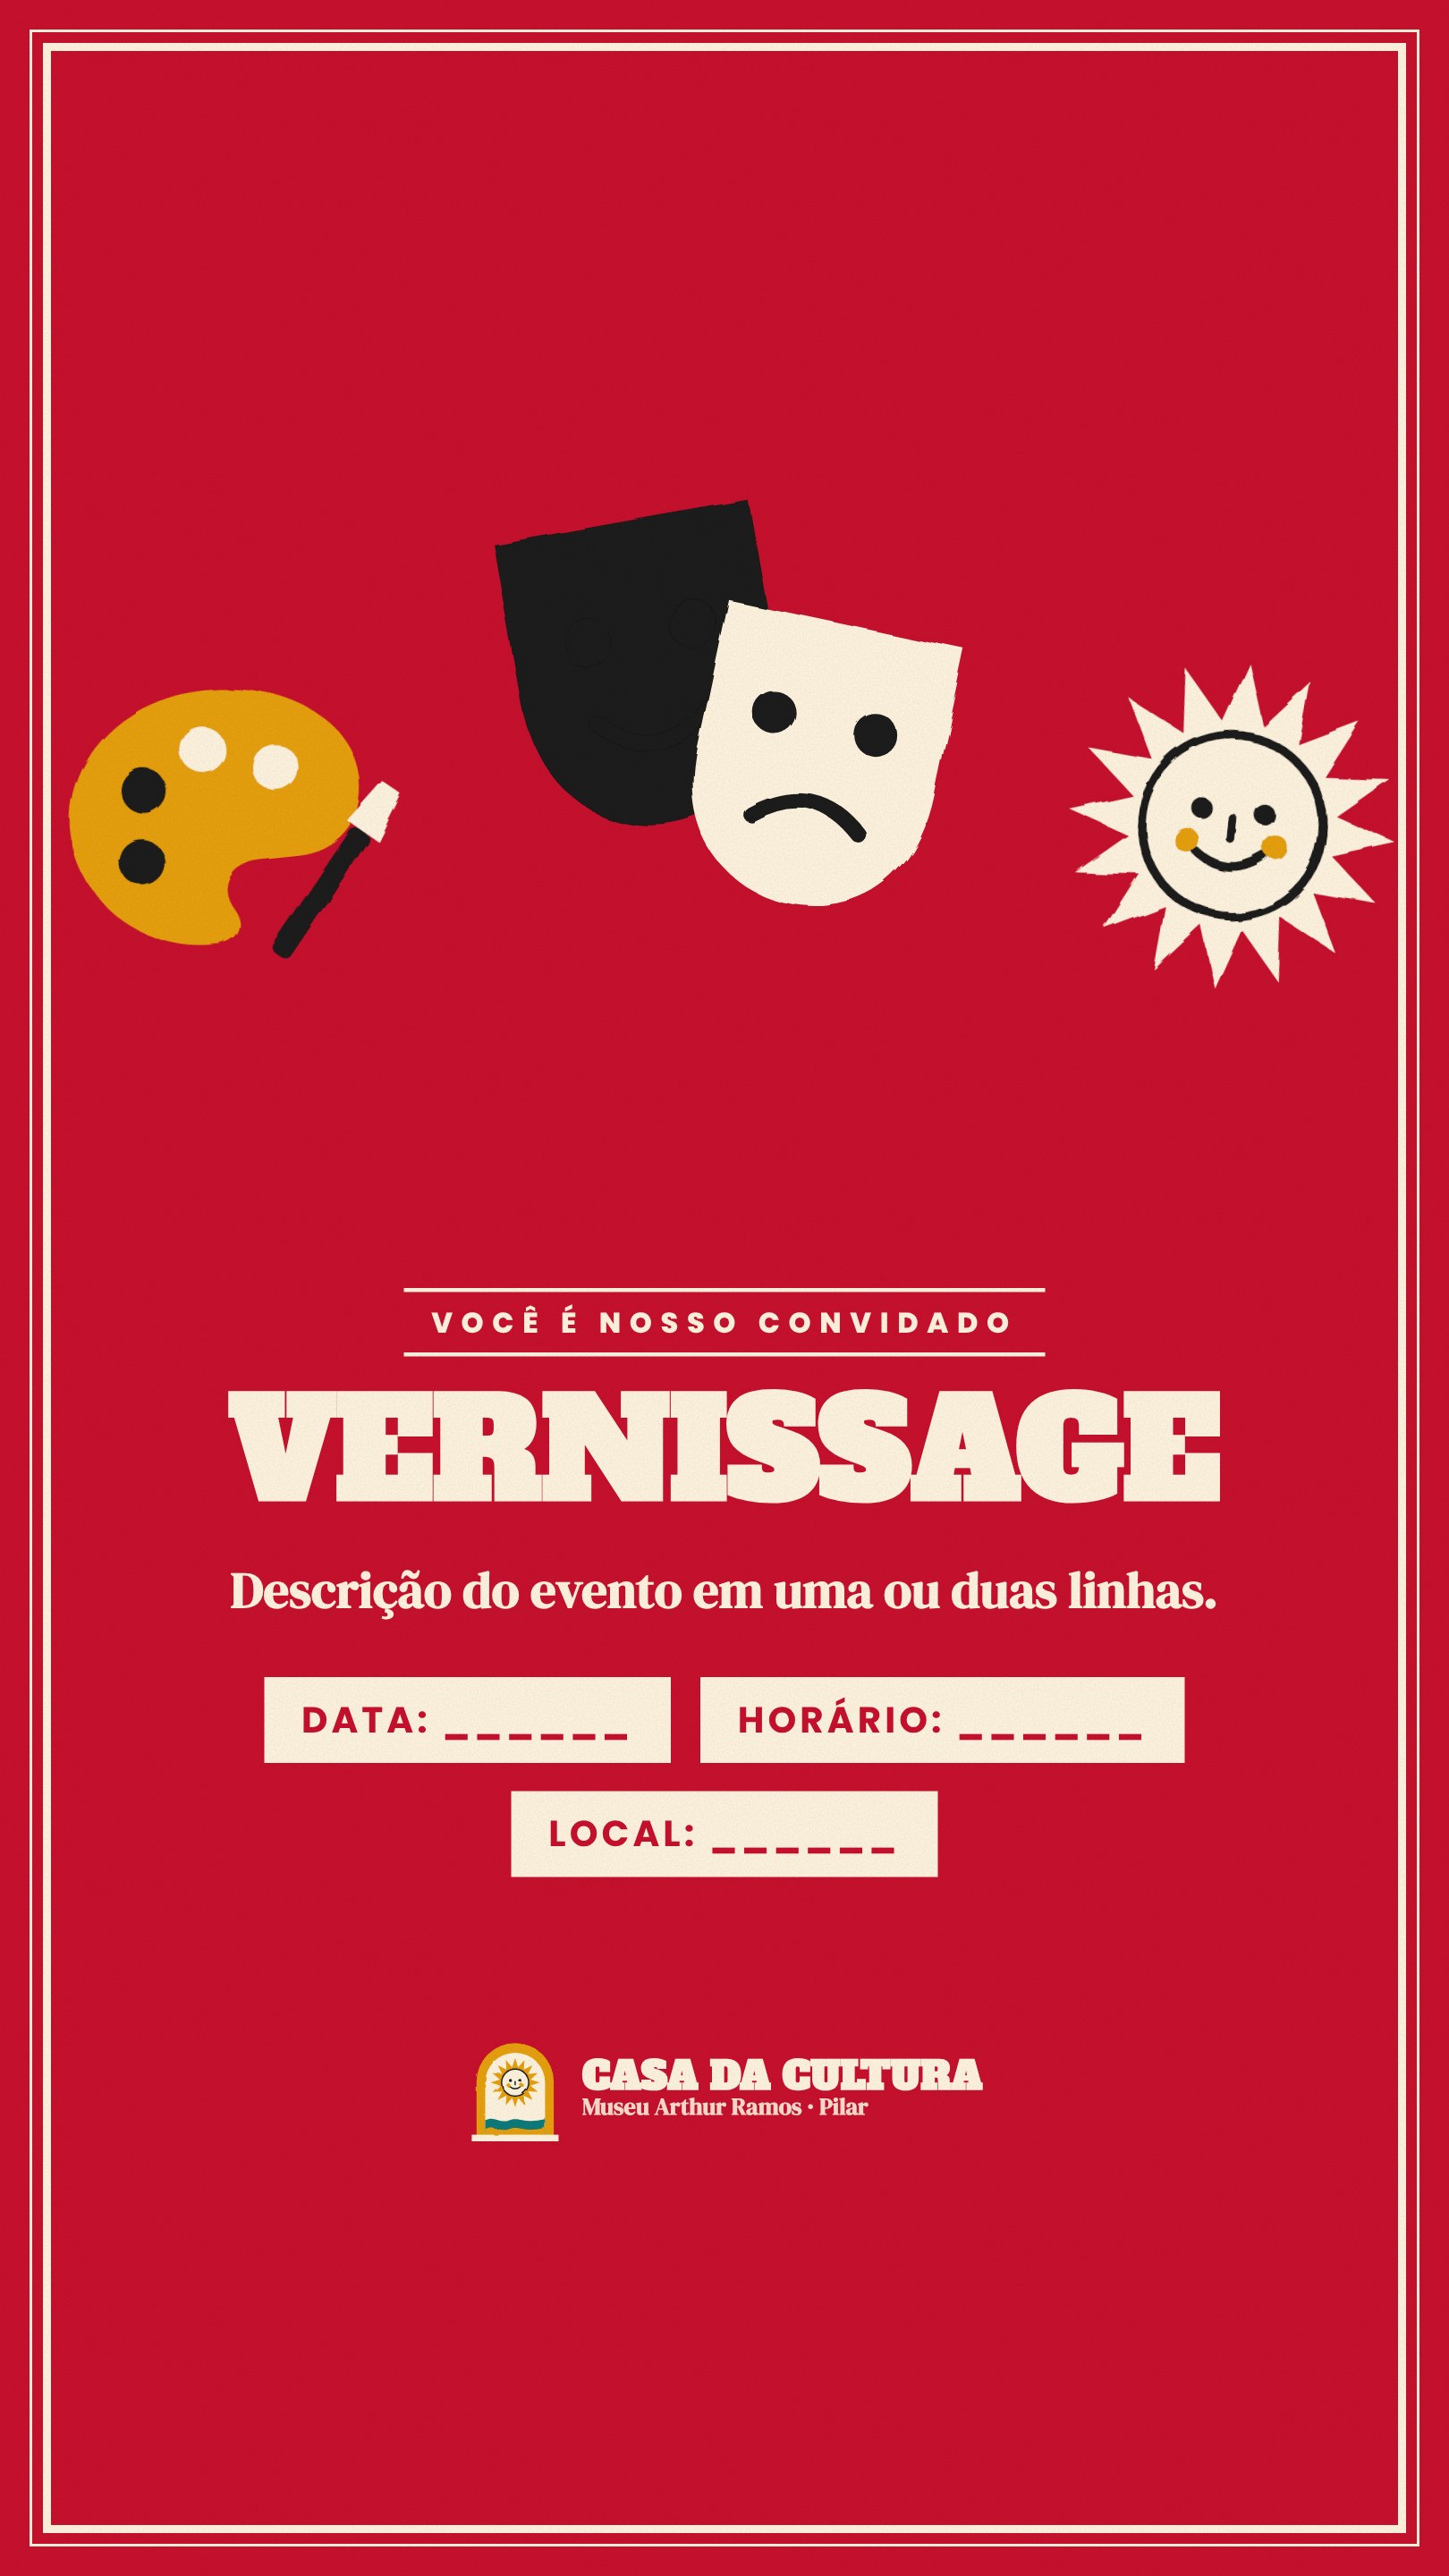 VOCÊ É NOSSO CONVIDADO
VERNISSAGE
Descrição do evento em uma ou duas linhas.
DATA: ______ HORÁRIO: ______
LOCAL: ______
CASA DA CULTURA
Museu Arthur Ramos • Pilar